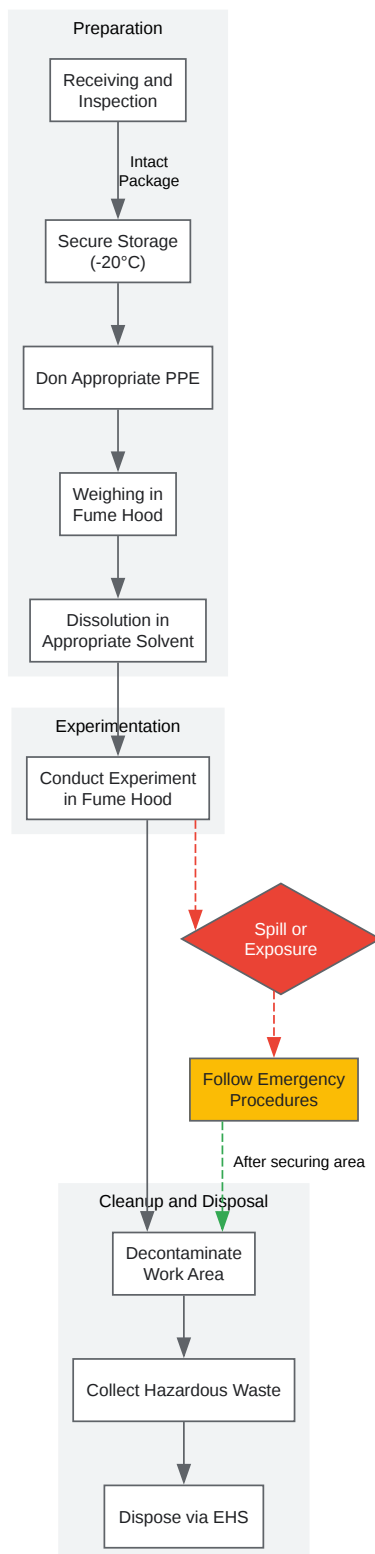 Preparation
Receiving and
Inspection
Intact
Package
Secure Storage
(-20°C)
Don Appropriate PPE
Weighing in
Fume Hood
Dissolution in
Appropriate Solvent
Experimentation
Conduct Experiment
in Fume Hood
Spill or
Exposure
Follow Emergency
Procedures
After securing area
Cleanup and Disposal
Decontaminate
Work Area
Collect Hazardous Waste
Dispose via EHS